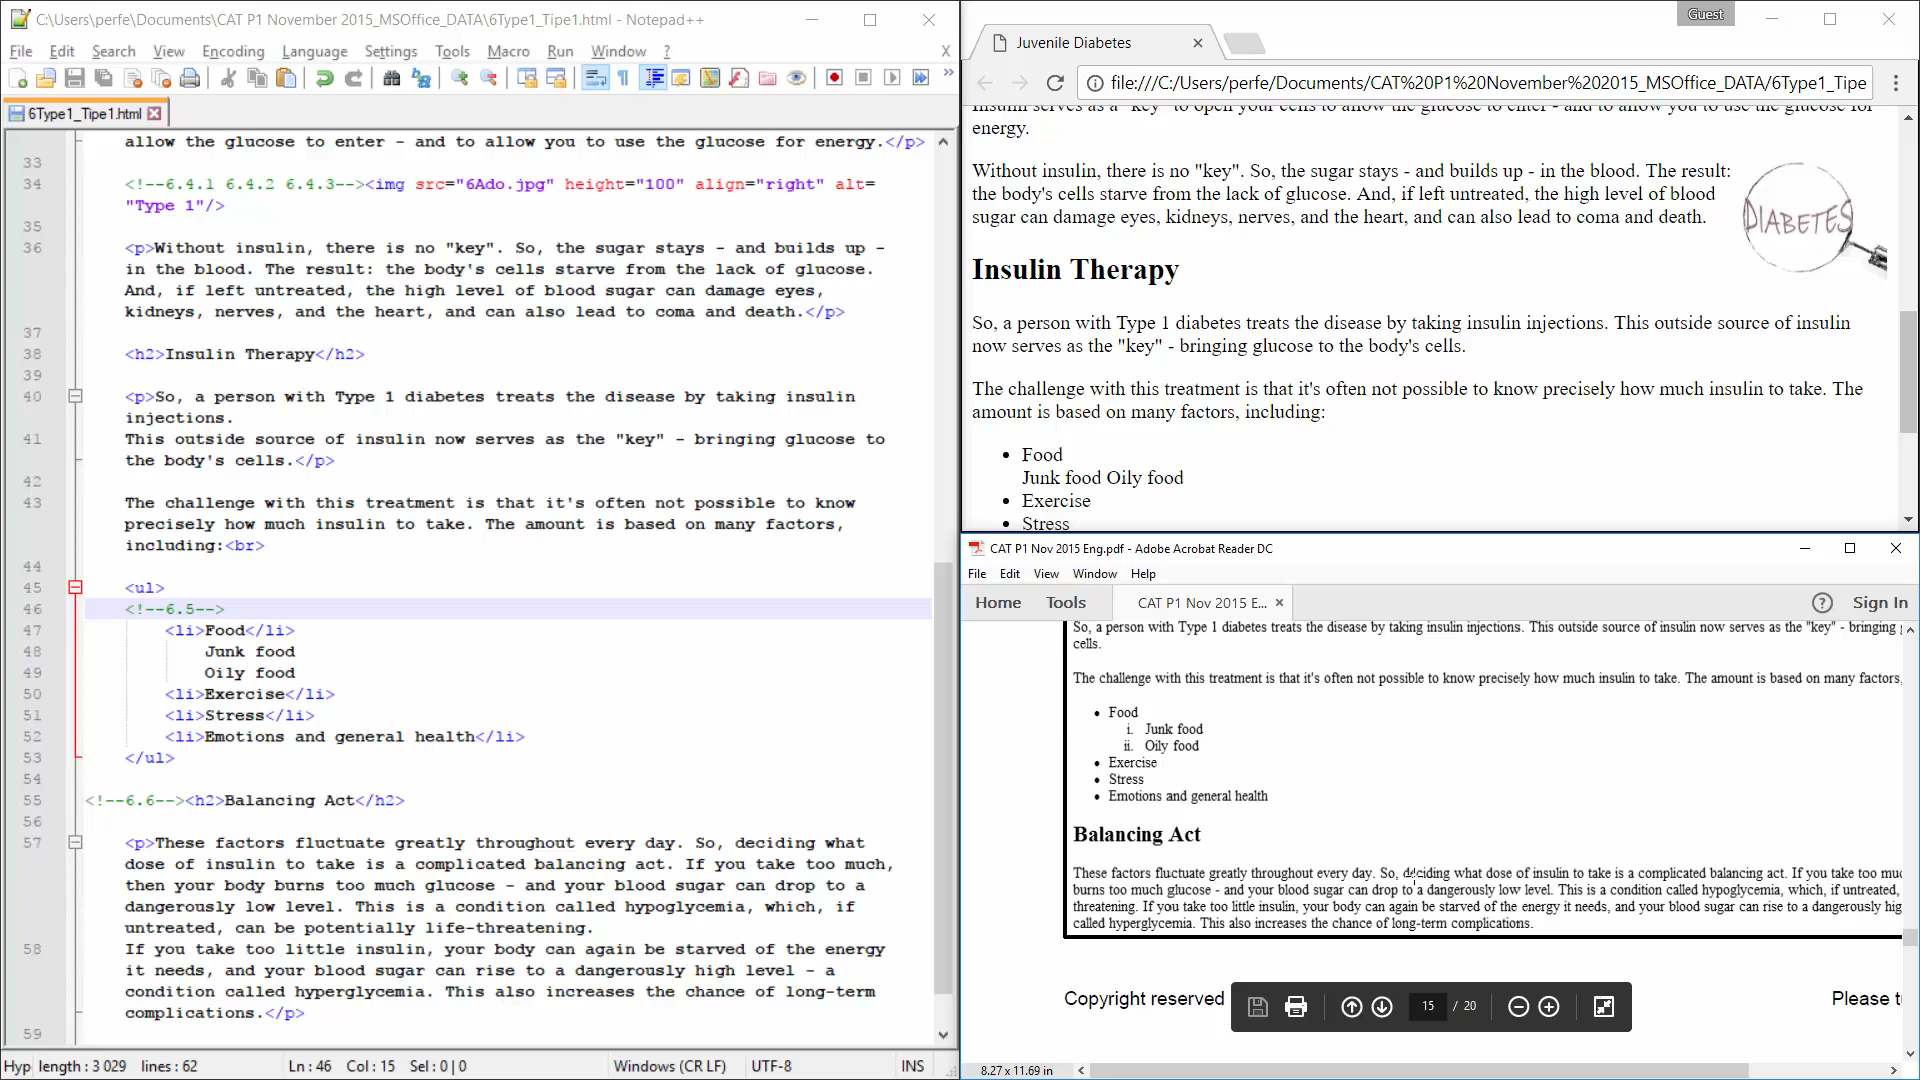 C:\Users\perfe\Documents\CAT P1 November 2015_MSOffice_DATA\6Type1_Tipe1.html - Notepad++
File Edit Search View Encoding Language Settings Tools Macro Run Window ? X
6Type1_Tipe1.html
allow the glucose to enter - and to allow you to use the glucose for energy.</p>
33
34 <!--6.4.1 6.4.2 6.4.3--><img src="6Ado.jpg" height="100" align="right" alt=
"Type 1"/>
35
36 <p>Without insulin, there is no "key". So, the sugar stays - and builds up -
in the blood. The result: the body's cells starve from the lack of glucose.
And, if left untreated, the high level of blood sugar can damage eyes,
kidneys, nerves, and the heart, and can also lead to coma and death.</p>
37
38 <h2>Insulin Therapy</h2>
39
40 <p>So, a person with Type 1 diabetes treats the disease by taking insulin
injections.
41 This outside source of insulin now serves as the "key" - bringing glucose to
the body's cells.</p>
42
43 The challenge with this treatment is that it's often not possible to know
precisely how much insulin to take. The amount is based on many factors,
including:<br>
44
45 <ul>
46 <!--6.5-->
47 <li>Food</li>
48 Junk food
49 Oily food
50 <li>Exercise</li>
51 <li>Stress</li>
52 <li>Emotions and general health</li>
53 </ul>
54
55 <!--6.6--><h2>Balancing Act</h2>
56
57 <p>These factors fluctuate greatly throughout every day. So, deciding what
dose of insulin to take is a complicated balancing act. If you take too much,
then your body burns too much glucose - and your blood sugar can drop to a
dangerously low level. This is a condition called hypoglycemia, which, if
untreated, can be potentially life-threatening.
58 If you take too little insulin, your body can again be starved of the energy
it needs, and your blood sugar can rise to a dangerously high level - a
condition called hyperglycemia. This also increases the chance of long-term
complications.</p>
59
Hyp length : 3 029 lines : 62 Ln : 46 Col : 15 Sel : 0 | 0 Windows (CR LF) UTF-8 INS
Guest
Juvenile Diabetes
file:///C:/Users/perfe/Documents/CAT%20P1%20November%202015_MSOffice_DATA/6Type1_Tipe
Insulin serves as a "key" to open your cells to allow the glucose to enter - and to allow you to use the glucose for
energy.
Without insulin, there is no "key". So, the sugar stays - and builds up - in the blood. The result:
the body's cells starve from the lack of glucose. And, if left untreated, the high level of blood
sugar can damage eyes, kidneys, nerves, and the heart, and can also lead to coma and death.
DIABETES
Insulin Therapy
So, a person with Type 1 diabetes treats the disease by taking insulin injections. This outside source of insulin
now serves as the "key" - bringing glucose to the body's cells.
The challenge with this treatment is that it's often not possible to know precisely how much insulin to take. The
amount is based on many factors, including:
• Food
Junk food Oily food
• Exercise
• Stress
CAT P1 Nov 2015 Eng.pdf - Adobe Acrobat Reader DC
File Edit View Window Help
Home Tools CAT P1 Nov 2015 E... × ? Sign In
So, a person with Type 1 diabetes treats the disease by taking insulin injections. This outside source of insulin now serves as the "key" - bringing
cells.
The challenge with this treatment is that it's often not possible to know precisely how much insulin to take. The amount is based on many factors,
• Food
i. Junk food
ii. Oily food
• Exercise
• Stress
• Emotions and general health
Balancing Act
These factors fluctuate greatly throughout every day. So, deciding what dose of insulin to take is a complicated balancing act. If you take too muc
burns too much glucose - and your blood sugar can drop to a dangerously low level. This is a condition called hypoglycemia, which, if untreated,
threatening. If you take too little insulin, your body can again be starved of the energy it needs, and your blood sugar can rise to a dangerously hig
called hyperglycemia. This also increases the chance of long-term complications.
Copyright reserved 15 / 20 Please t
8.27 x 11.69 in